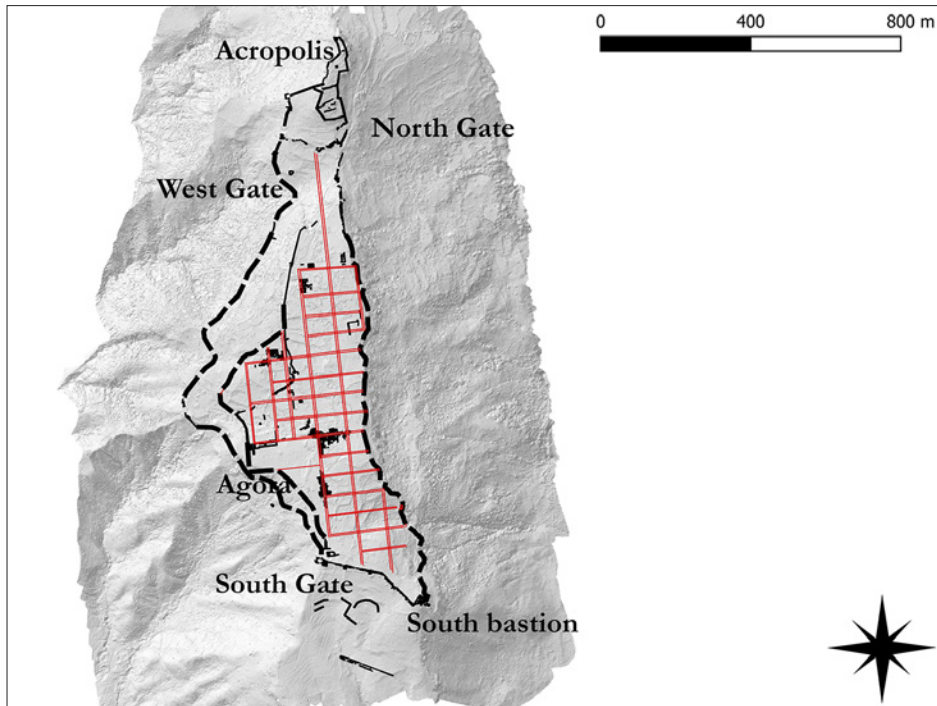 0 400 800 m
Acropolis
North Gate
West Gate
Agora
South Gate
South bastion